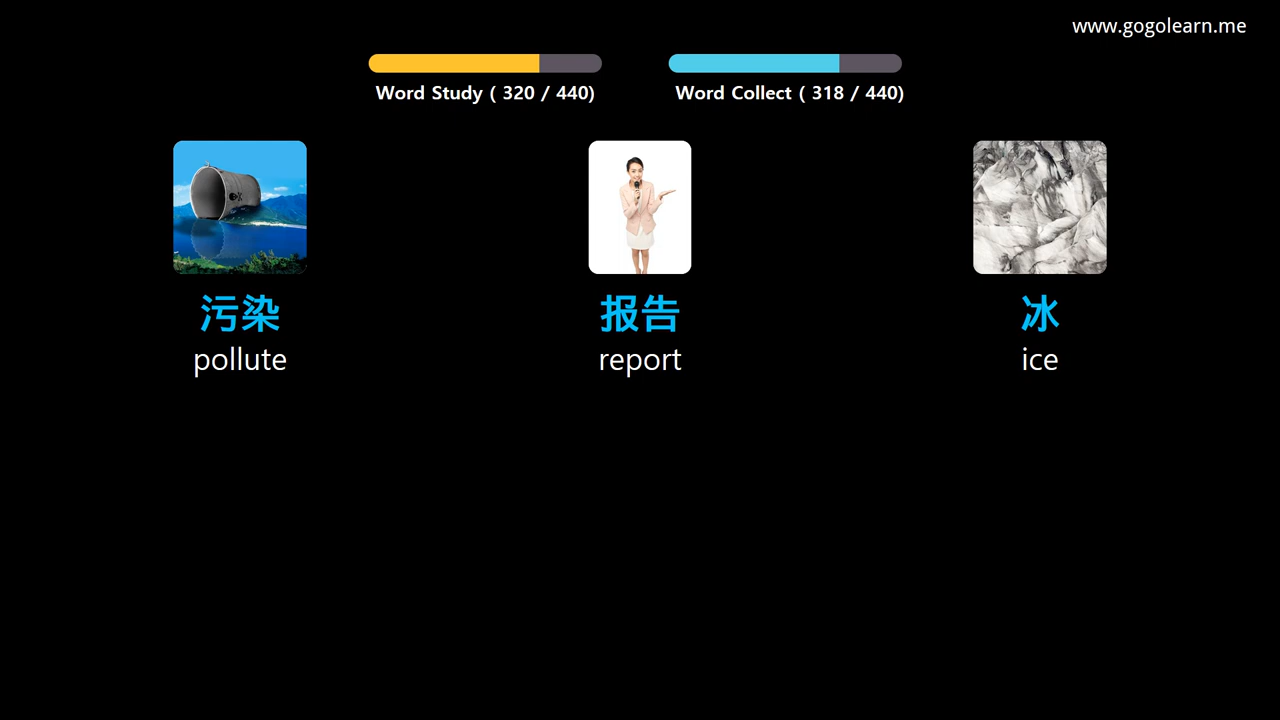 www.gogolearn.me
Word Study ( 320 / 440)
Word Collect ( 318 / 440)
污染
报告
冰
pollute
report
ice